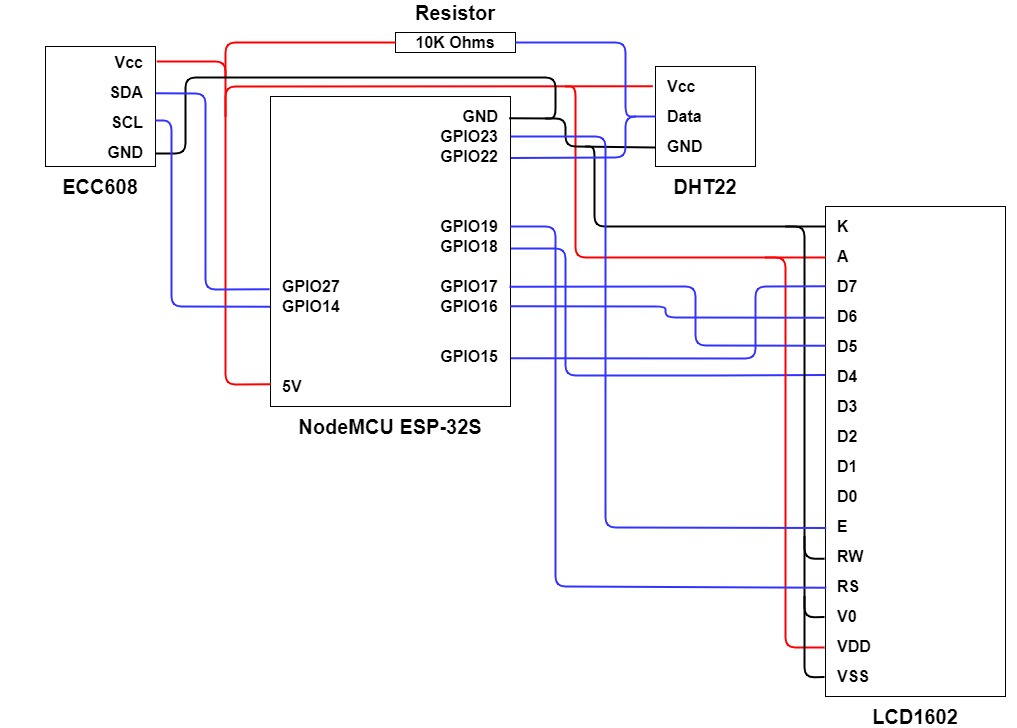 Resistor
10K Ohms
Vcc
SDA
SCL
GND
ECC608
GND
GPIO23
GPIO22
GPIO19
GPIO18
GPIO17
GPIO16
GPIO15
GPIO27
GPIO14
5V
NodeMCU ESP-32S
Vcc
Data
GND
DHT22
K
A
D7
D6
D5
D4
D3
D2
D1
D0
E
RW
RS
V0
VDD
VSS
LCD1602